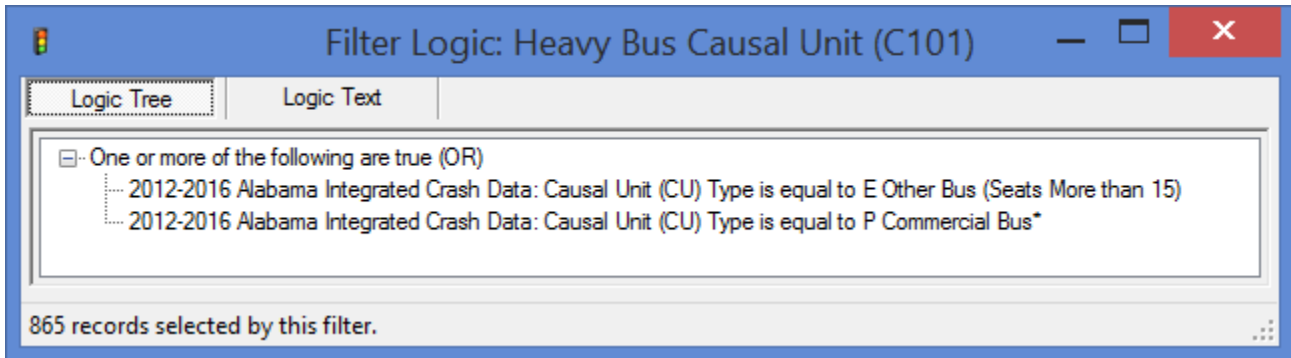 Filter Logic: Heavy Bus Causal Unit (C101)
Logic Tree Logic Text
One or more of the following are true (OR)
2012-2016 Alabama Integrated Crash Data: Causal Unit (CU) Type is equal to E Other Bus (Seats More than 15)
2012-2016 Alabama Integrated Crash Data: Causal Unit (CU) Type is equal to P Commercial Bus*
865 records selected by this filter.